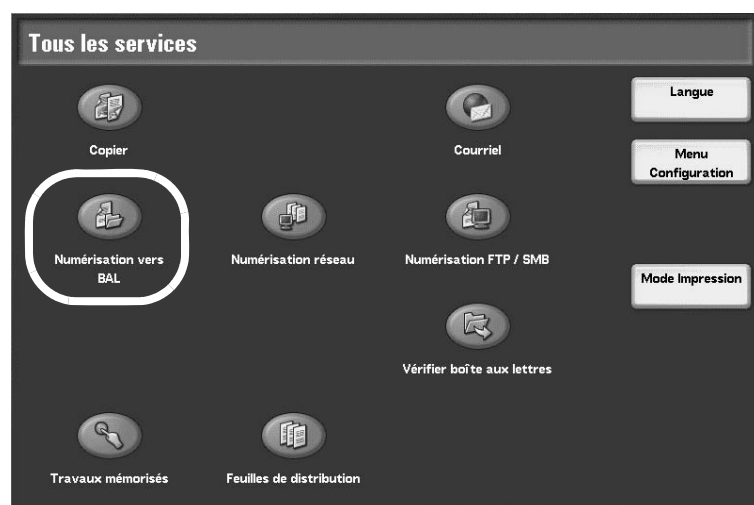 Tous les services
Copier
Courriel
Langue
Menu
Configuration
Numérisation vers
BAL
Numérisation réseau
Numérisation FTP / SMB
Mode Impression
Vérifier boîte aux lettres
Travaux mémorisés
Feuilles de distribution